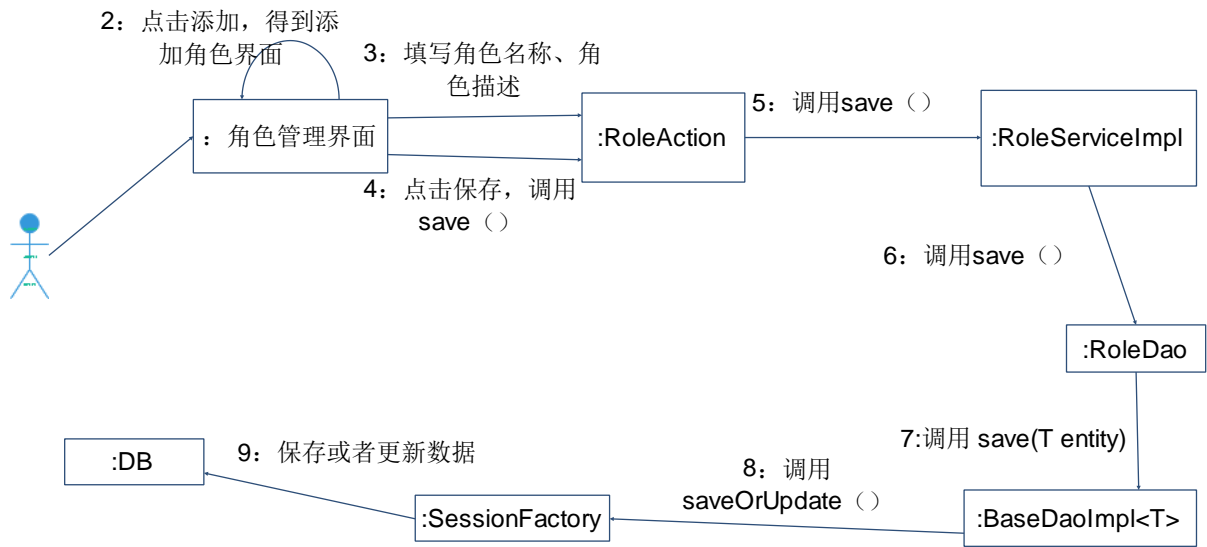 2：点击添加，得到添
加角色界面
3：填写角色名称、角
色描述
5：调用save（）
：角色管理界面
:RoleAction
:RoleServiceImpl
4：点击保存，调用
save（）
6：调用save（）
:RoleDao
7:调用 save(T entity)
:DB
9：保存或者更新数据
8：调用
saveOrUpdate（）
:SessionFactory
:BaseDaoImpl<T>